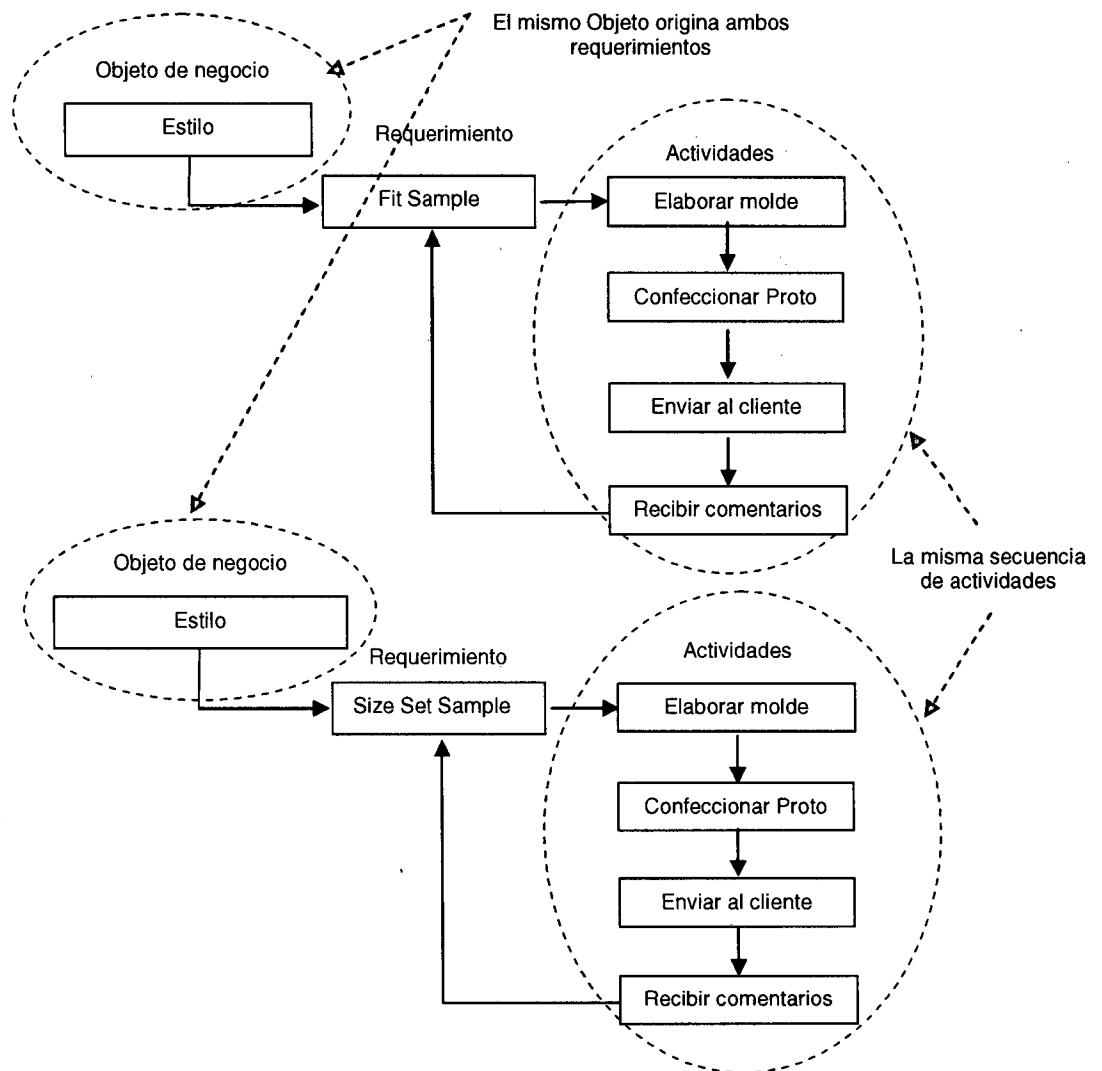 El mismo Objeto origina ambos
requerimientos
Objeto de negocio
Estilo
Requerimiento
Fit Sample
Actividades
Elaborar molde
Confeccionar Proto
Enviar al cliente
Recibir comentarios
La misma secuencia
de actividades
Objeto de negocio
Estilo
Requerimiento
Size Set Sample
Actividades
Elaborar molde
Confeccionar Proto
Enviar al cliente
Recibir comentarios